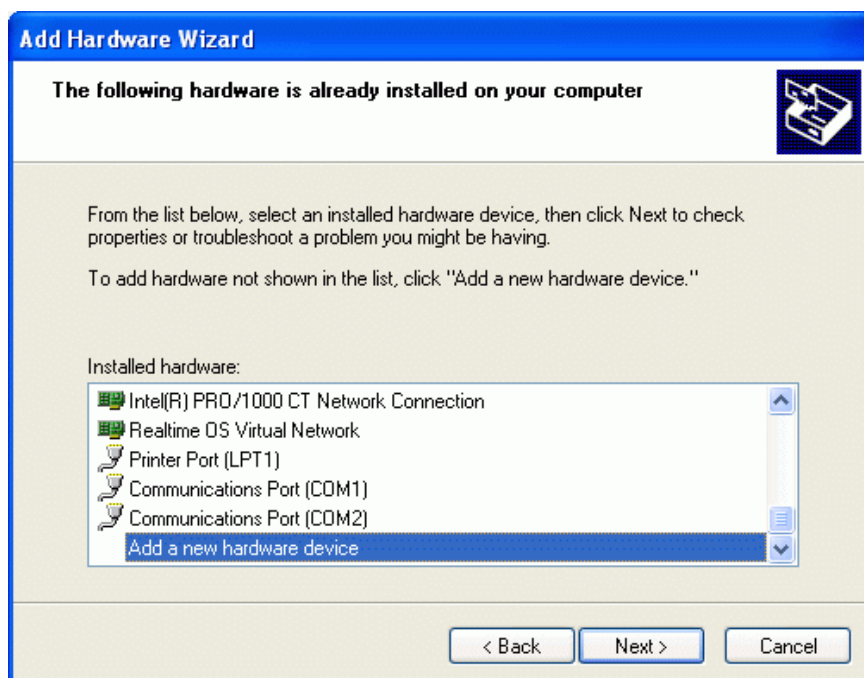 Add Hardware Wizard
The following hardware is already installed on your computer
From the list below, select an installed hardware device, then click Next to check
properties or troubleshoot a problem you might be having.
To add hardware not shown in the list, click "Add a new hardware device."
Installed hardware:
Intel(R) PRO/1000 CT Network Connection
Realtime OS Virtual Network
Printer Port (LPT1)
Communications Port (COM1)
Communications Port (COM2)
Add a new hardware device
< Back Next > Cancel